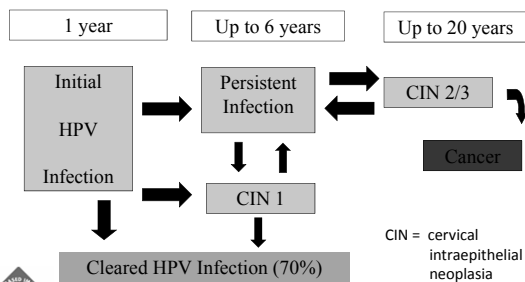 1 year
Up to 6 years
Up to 20 years
Initial
HPV
Infection
Persistent
Infection
CIN 2/3
Cancer
CIN 1
Cleared HPV Infection (70%)
CIN = cervical
intraepithelial
neoplasia